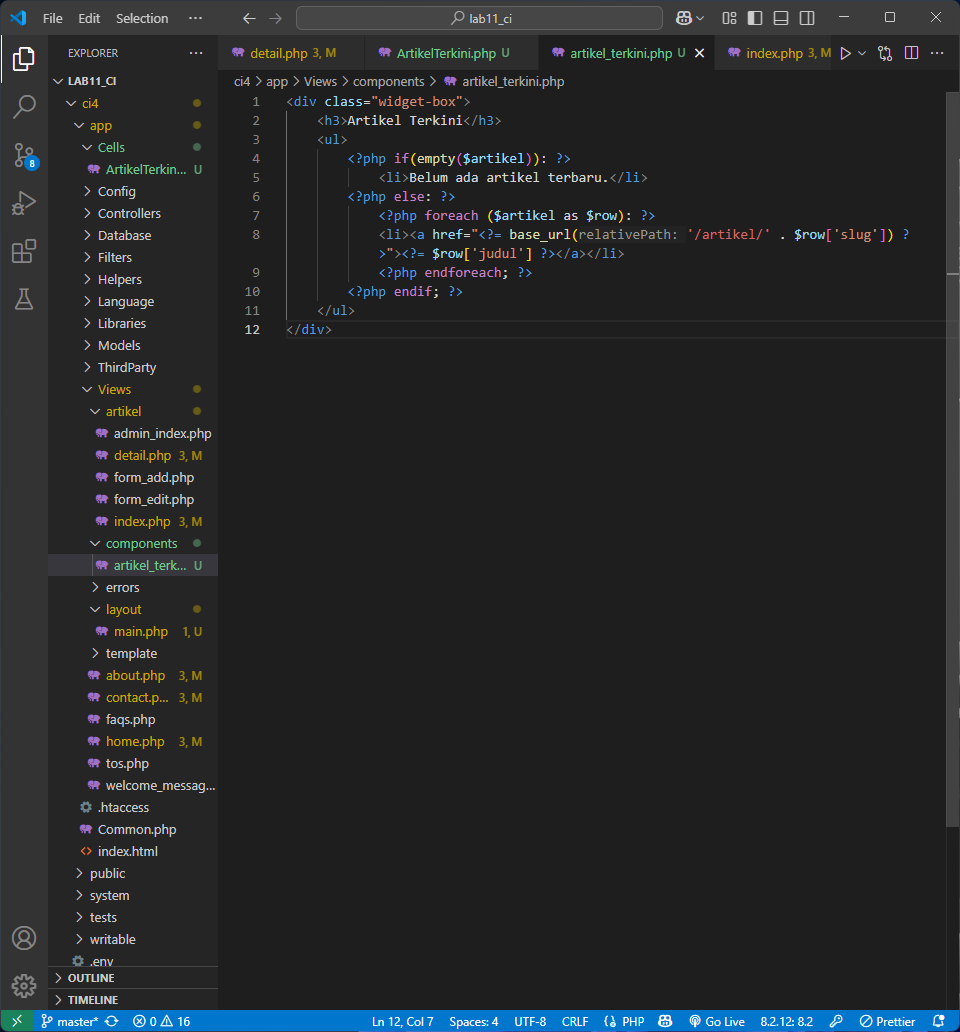 File Edit Selection ··· lab11_ci
EXPLORER ···
LAB11_CI
ci4
app
Cells
ArtikelTerkin... U
Config
Controllers
Database
Filters
Helpers
Language
Libraries
Models
ThirdParty
Views
artikel
admin_index.php
detail.php 3, M
form_add.php
form_edit.php
index.php 3, M
components
artikel_terk... U
errors
layout
main.php 1, U
template
about.php 3, M
contact.p... 3, M
faqs.php
home.php 3, M
tos.php
welcome_messag...
.htaccess
Common.php
index.html
public
system
tests
writable
.env
OUTLINE
TIMELINE
8
detail.php 3, M ArtikelTerkini.php U artikel_terkini.php U index.php 3, M
ci4 > app > Views > components > artikel_terkini.php
1 <div class="widget-box">
2 <h3>Artikel Terkini</h3>
3 <ul>
4 <?php if(empty($artikel)): ?>
5 <li>Belum ada artikel terbaru.</li>
6 <?php else: ?>
7 <?php foreach ($artikel as $row): ?>
8 <li><a href="<?= base_url(relativePath: '/artikel/' . $row['slug']) ?
>"><?= $row['judul'] ?></a></li>
9 <?php endforeach; ?>
10 <?php endif; ?>
11 </ul>
12 </div>
master* 0 16 Ln 12, Col 7 Spaces: 4 UTF-8 CRLF {} PHP Go Live 8.2.12: 8.2 Prettier